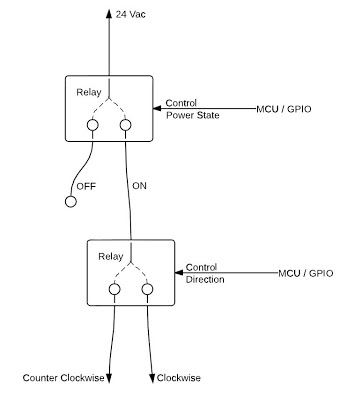 24 Vac
Relay
Control
Power State
MCU / GPIO
OFF
ON
Relay
Control
Direction
MCU / GPIO
Counter Clockwise
Clockwise